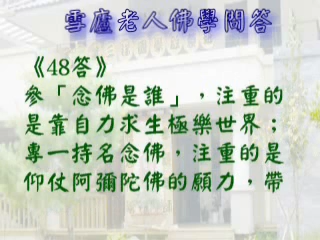 雪廬老人佛學問答
《48答》
參「念佛是誰」，注重的
是靠自力求生極樂世界；
專一持名念佛，注重的是
仰仗阿彌陀佛的願力，帶